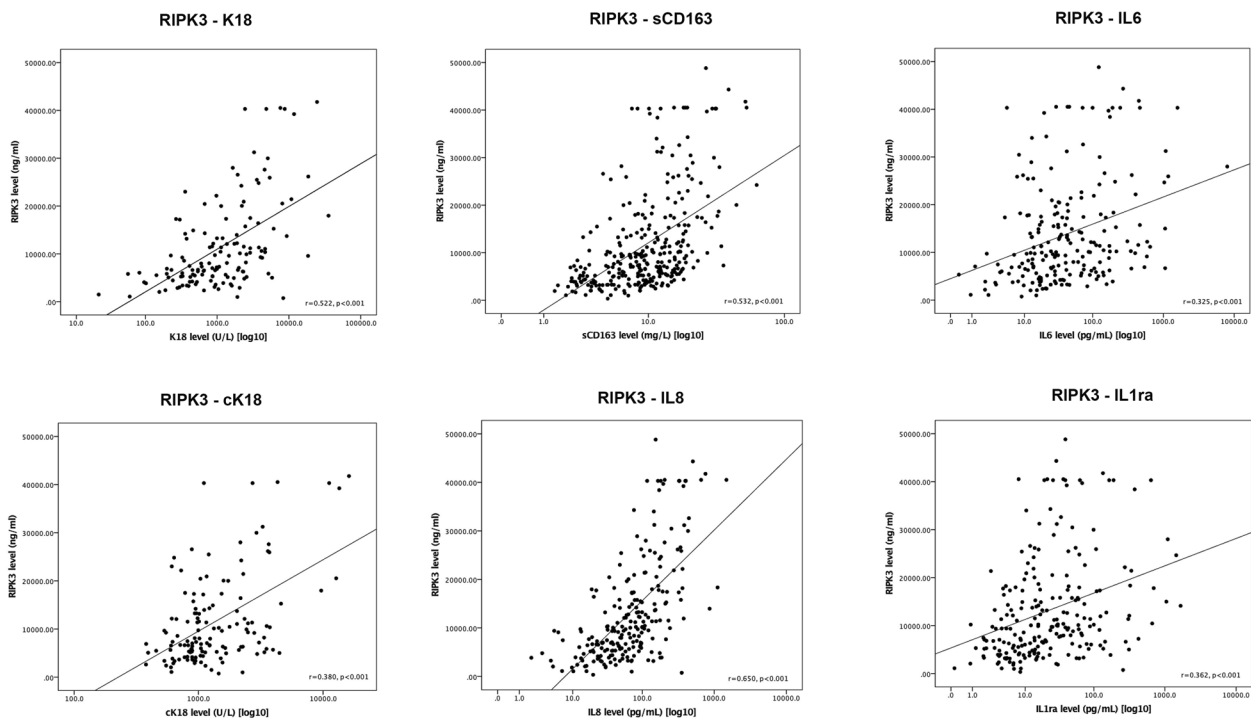 RIPK3 - K18
RIPK3 level (ng/ml)
50000.00
40000.00
30000.00
20000.00
10000.00
.00
r=0.522, p<0.001
10.0 100.0 1000.0 10000.0 100000.0
K18 level (U/L) [log10]
RIPK3 - sCD163
RIPK3 level (ng/ml)
50000.00
40000.00
30000.00
20000.00
10000.00
.00
r=0.532, p<0.001
.0 1.0 10.0 100.0
sCD163 level (mg/L) [log10]
RIPK3 - IL6
RIPK3 level (ng/ml)
50000.00
40000.00
30000.00
20000.00
10000.00
.00
r=0.325, p<0.001
.0 1.0 10.0 100.0 1000.0 10000.0
IL6 level (pg/mL) [log10]
RIPK3 - cK18
RIPK3 level (ng/ml)
50000.00
40000.00
30000.00
20000.00
10000.00
.00
r=0.380, p<0.001
100.0 1000.0 10000.0
cK18 level (U/L) [log10]
RIPK3 - IL8
RIPK3 level (ng/ml)
50000.00
40000.00
30000.00
20000.00
10000.00
.00
r=0.650, p<0.001
.0 1.0 10.0 100.0 1000.0 10000.0
IL8 level (pg/mL) [log10]
RIPK3 - IL1ra
RIPK3 level (ng/ml)
50000.00
40000.00
30000.00
20000.00
10000.00
.00
r=0.362, p<0.001
.0 1.0 10.0 100.0 1000.0 10000.0
IL1ra level (pg/mL) [log10]